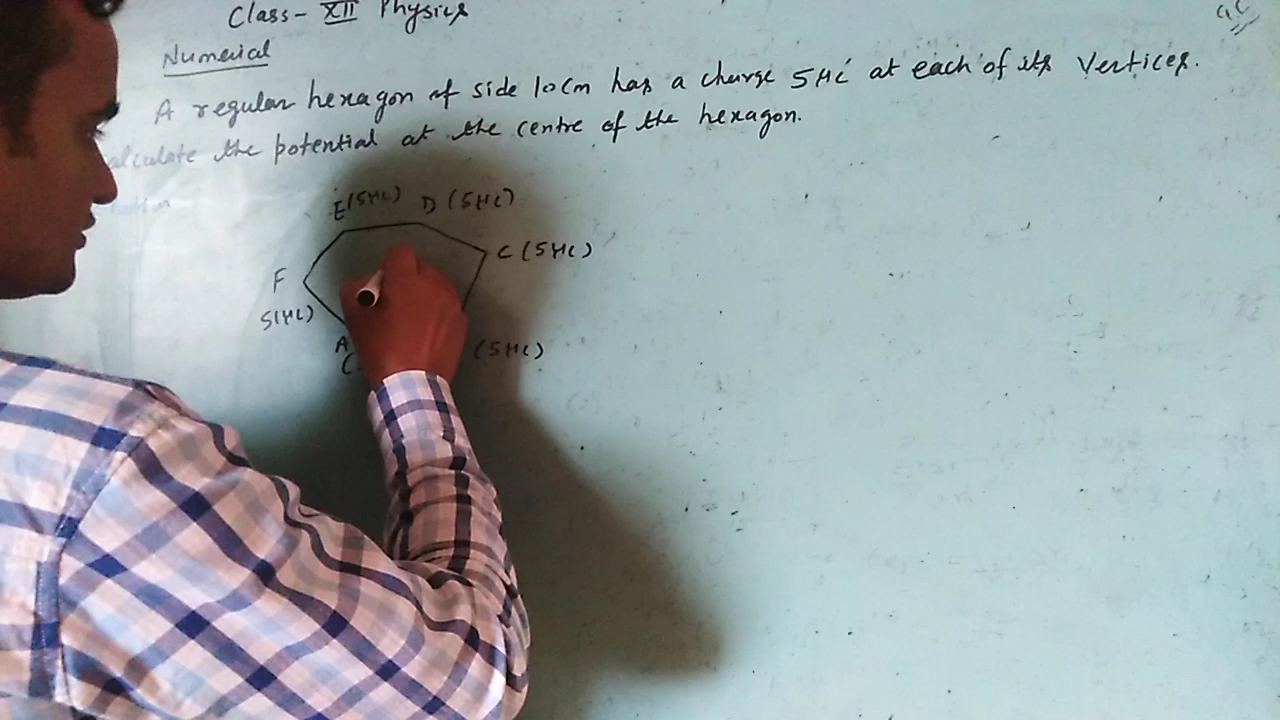 Class- XII Physics
Numerical
A regular hexagon of side 10cm has a charge 5μC at each of its vertices.
alculate the potential at the centre of the hexagon.
E(5μC) D (5μC)
C (5μC)
F
5(μC)
A (5μC)
(